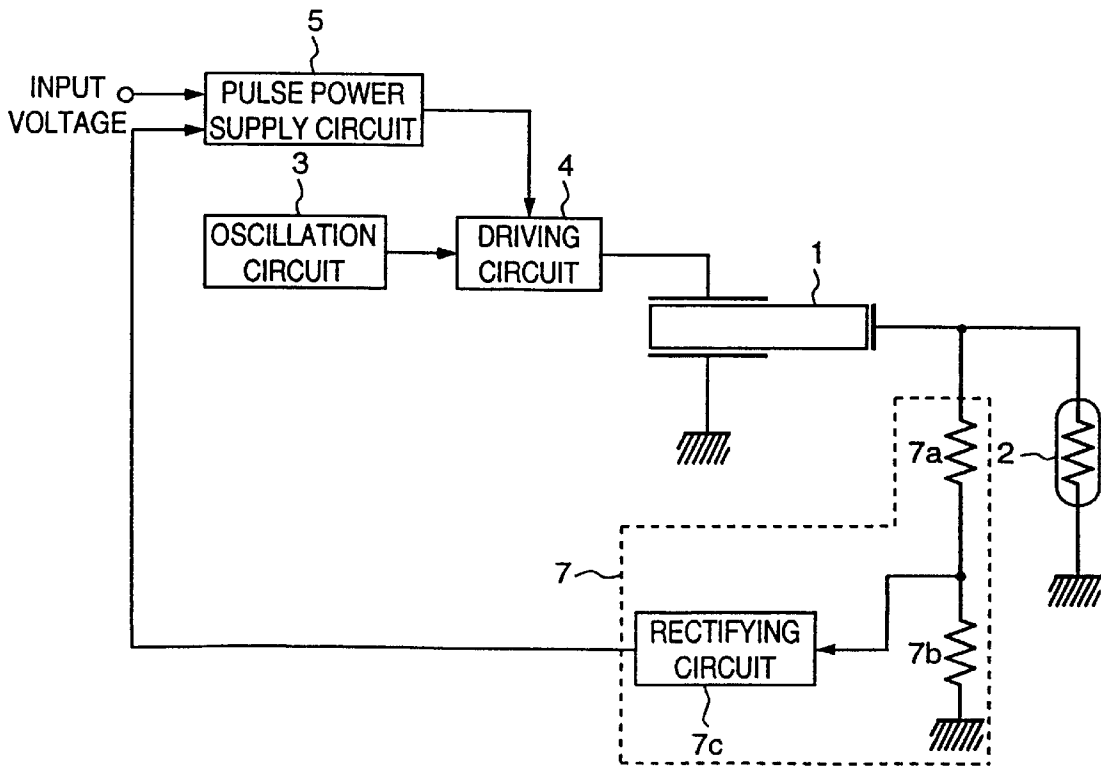 5
INPUT
VOLTAGE
PULSE POWER
SUPPLY CIRCUIT
3
4
OSCILLATION
CIRCUIT
DRIVING
CIRCUIT
1
7a
2
7
RECTIFYING
CIRCUIT
7b
7c